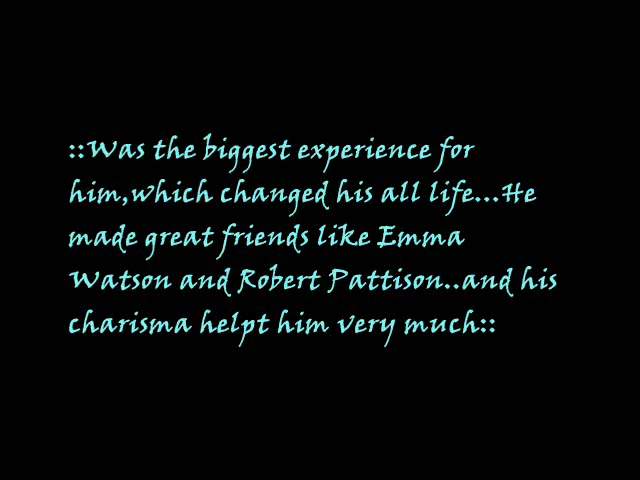 ::Was the biggest experience for
him,which changed his all life...He
made great friends like Emma
Watson and Robert Pattison..and his
charisma helpt him very much::